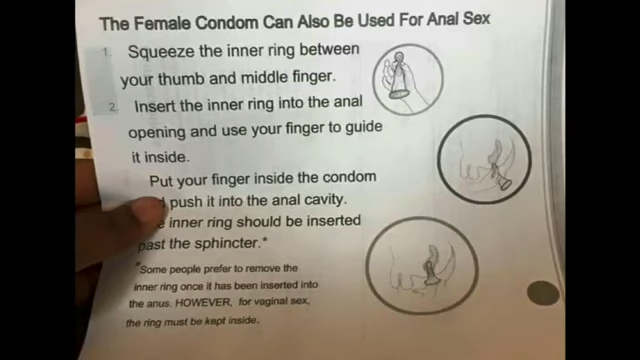 The Female Condom Can Also Be Used For Anal Sex
1. Squeeze the inner ring between
your thumb and middle finger.
2. Insert the inner ring into the anal
opening and use your finger to guide
it inside.
Put your finger inside the condom
push it into the anal cavity.
inner ring should be inserted
past the sphincter.*
*Some people prefer to remove the
inner ring once it has been inserted into
the anus. HOWEVER, for vaginal sex,
the ring must be kept inside.